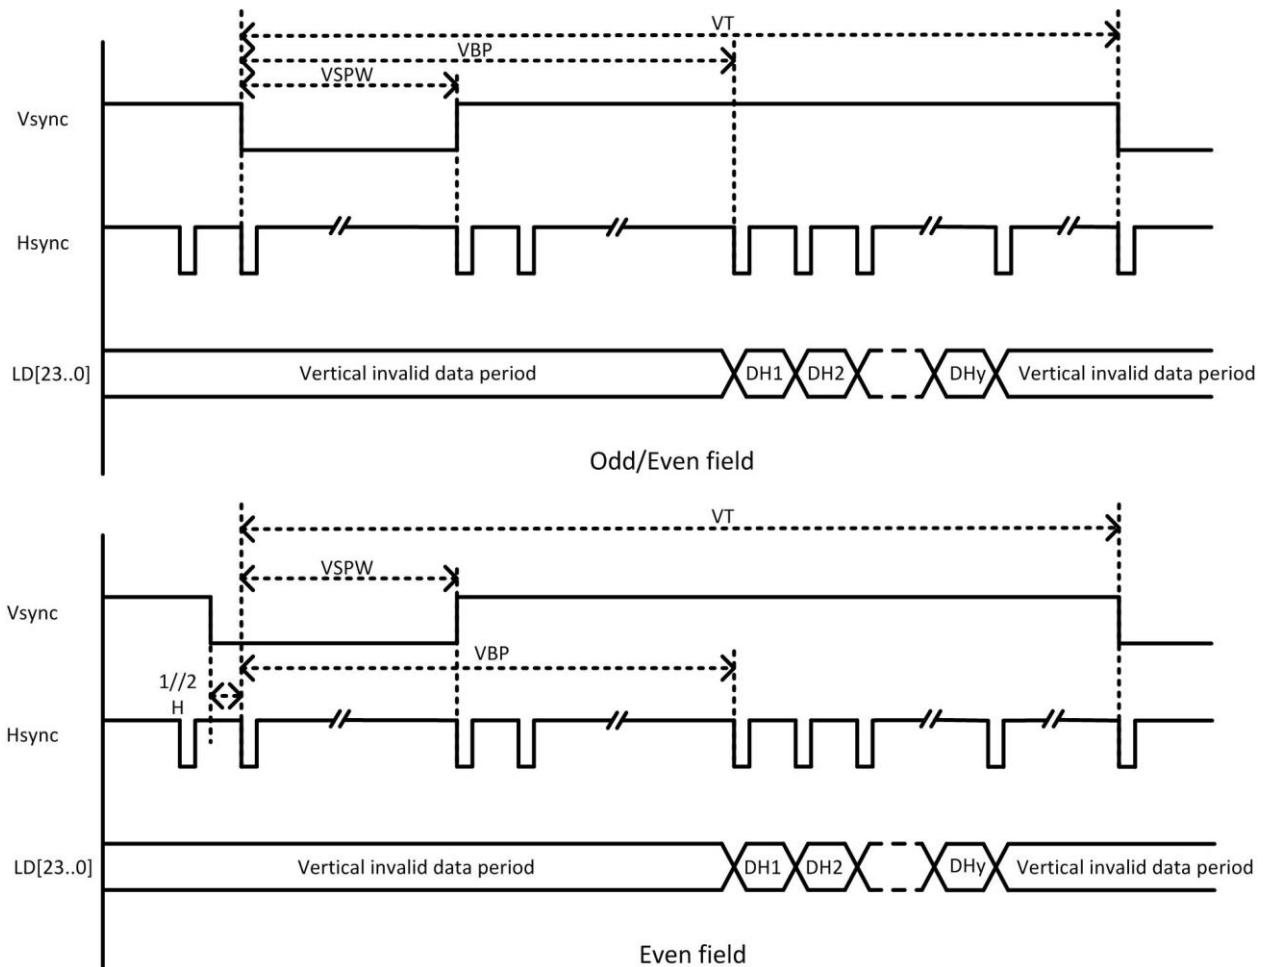 VT
VBP
VSPW
Vsync
Hsync
LD[23..0] Vertical invalid data period DH1 DH2 DHy Vertical invalid data period
Odd/Even field
VT
VSPW
Vsync
VBP
1//2
H
Hsync
LD[23..0] Vertical invalid data period DH1 DH2 DHy Vertical invalid data period
Even field